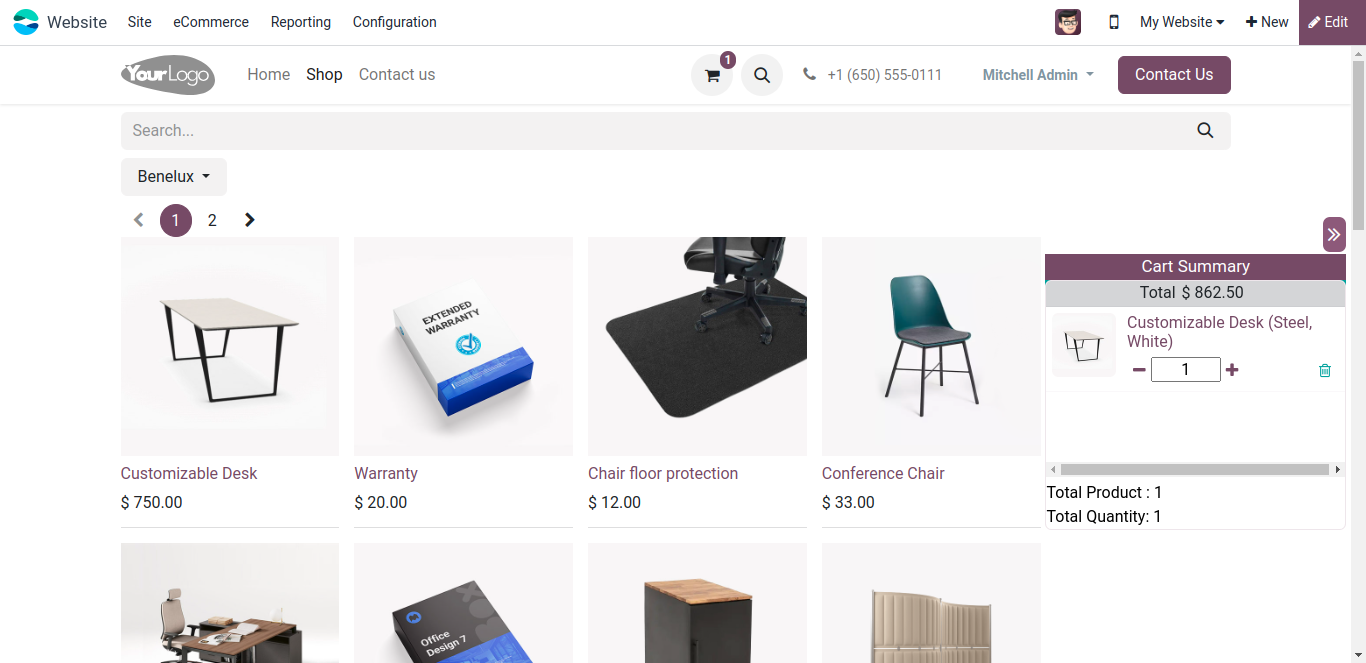 Website Site eCommerce Reporting Configuration My Website + New Edit
YourLogo Home Shop Contact us 1 +1 (650) 555-0111 Mitchell Admin Contact Us
Search...
Benelux
1 2
Cart Summary
Total $ 862.50
Customizable Desk (Steel,
White)
1
EXTENDED
WARRANTY
Customizable Desk Warranty Chair floor protection Conference Chair
$ 750.00 $ 20.00 $ 12.00 $ 33.00
Total Product : 1
Total Quantity: 1
Office
Design 7